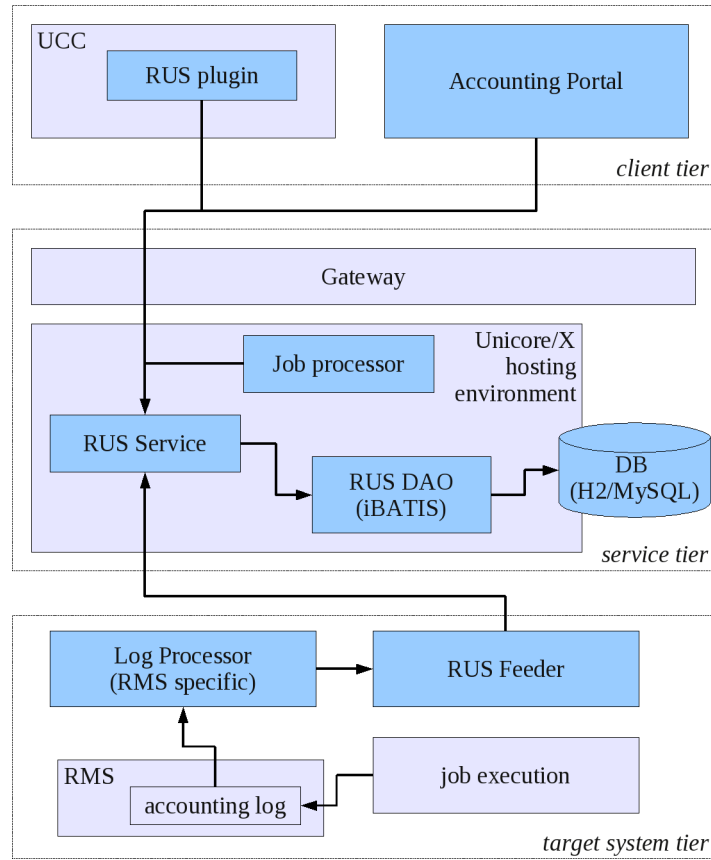 UCC
RUS plugin
Accounting Portal
client tier
Gateway
Unicore/X
hosting
environment
Job processor
RUS Service
RUS DAO
(iBATIS)
DB
(H2/MySQL)
service tier
Log Processor
(RMS specific)
RUS Feeder
RMS
accounting log
job execution
target system tier